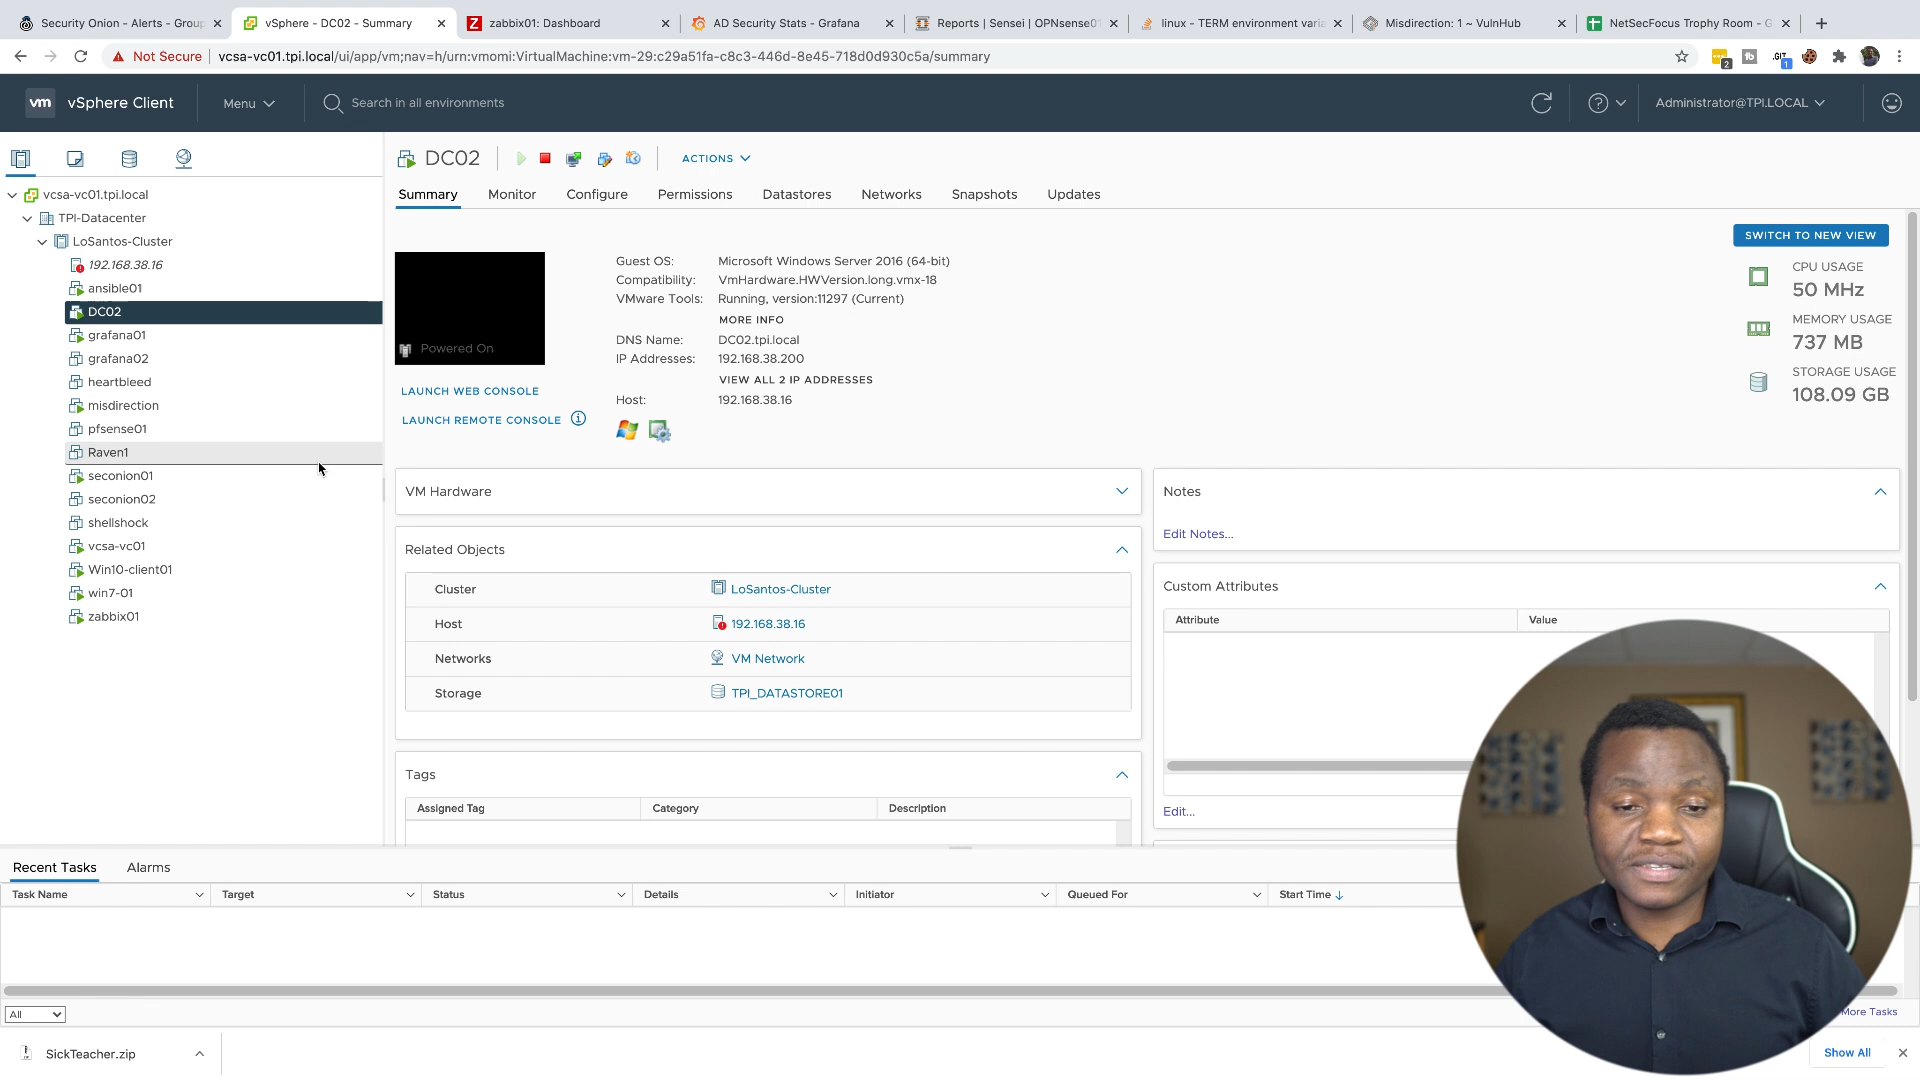 Security Onion - Alerts - Group
vSphere - DC02 - Summary
zabbix01: Dashboard
AD Security Stats - Grafana
Reports | Sensei | OPNsense01
linux - TERM environment varia
Misdirection: 1 ~ VulnHub
NetSecFocus Trophy Room - G
Not Secure
vcsa-vc01.tpi.local/ui/app/vm;nav=h/urn:vmomi:VirtualMachine:vm-29:c29a51fa-c8c3-446d-8e45-718d0d930c5a/summary
2
tb
GIT
1
vm
vSphere Client
Menu
Search in all environments
Administrator@TPI.LOCAL
vcsa-vc01.tpi.local
TPI-Datacenter
LoSantos-Cluster
192.168.38.16
ansible01
DC02
grafana01
grafana02
heartbleed
misdirection
pfsense01
Raven1
seconion01
seconion02
shellshock
vcsa-vc01
Win10-client01
win7-01
zabbix01
DC02
ACTIONS
Summary
Monitor
Configure
Permissions
Datastores
Networks
Snapshots
Updates
SWITCH TO NEW VIEW
Powered On
LAUNCH WEB CONSOLE
LAUNCH REMOTE CONSOLE
Guest OS: Microsoft Windows Server 2016 (64-bit)
Compatibility: VmHardware.HWVersion.long.vmx-18
VMware Tools: Running, version:11297 (Current)
MORE INFO
DNS Name: DC02.tpi.local
IP Addresses: 192.168.38.200
VIEW ALL 2 IP ADDRESSES
Host: 192.168.38.16
CPU USAGE
50 MHz
MEMORY USAGE
737 MB
STORAGE USAGE
108.09 GB
VM Hardware
Related Objects
Cluster LoSantos-Cluster
Host 192.168.38.16
Networks VM Network
Storage TPI_DATASTORE01
Tags
Assigned Tag Category Description
Notes
Edit Notes...
Custom Attributes
Attribute Value
Edit...
Recent Tasks Alarms
Task Name Target Status Details Initiator Queued For Start Time
All
More Tasks
SickTeacher.zip
Show All